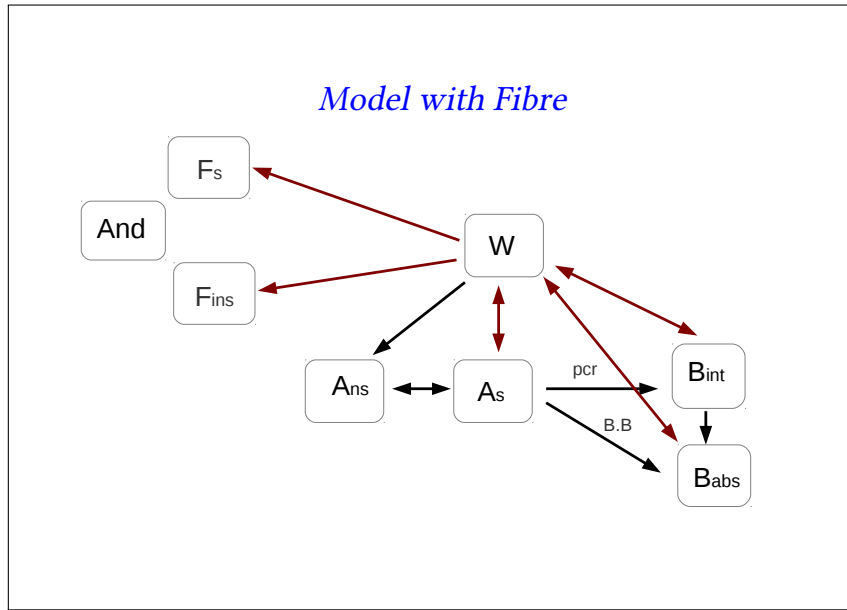 Model with Fibre
Fs
And
W
Fins
pcr
Bint
Ans
As
B.B
Babs